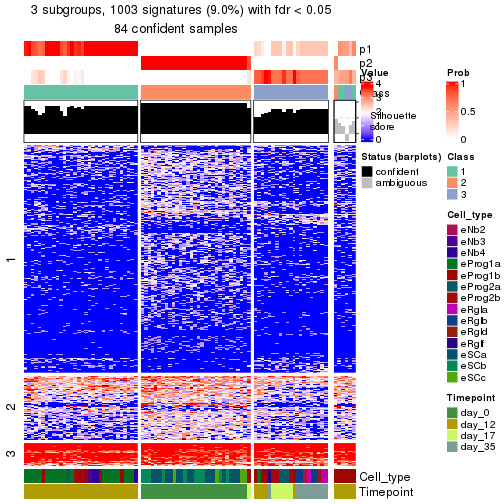 3 subgroups, 1003 signatures (9.0%) with fdr < 0.05
84 confident samples
p1
p2
p3
Class
Silhouette
score
1
2
3
Cell_type
Timepoint
Value
4
3
2
1
0
Prob
1
0.5
0
Status (barplots)
confident
ambiguous
Class
1
2
3
Cell_type
eNb2
eNb3
eNb4
eProg1a
eProg1b
eProg2a
eProg2b
eRgla
eRglb
eRgld
eRglf
eSCa
eSCb
eSCc
Timepoint
day_0
day_12
day_17
day_35